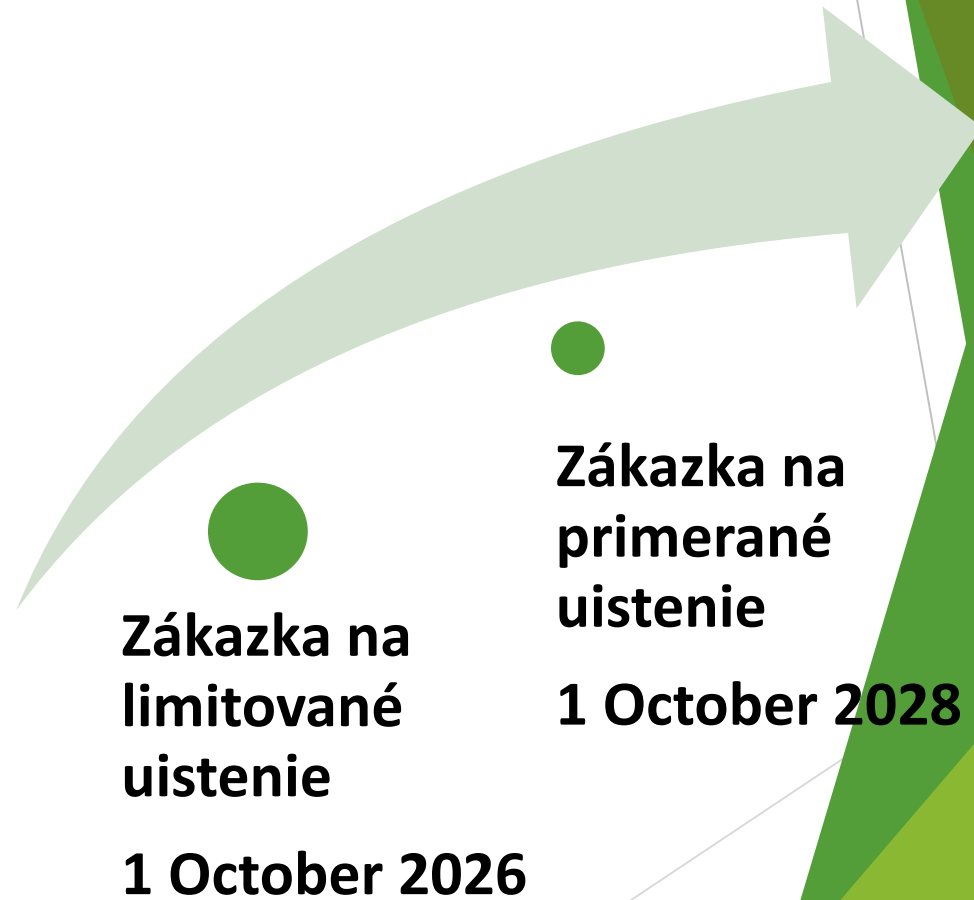 Zákazka na
limitované
uistenie
1 October 2026
Zákazka na
primerané
uistenie
1 October 2028